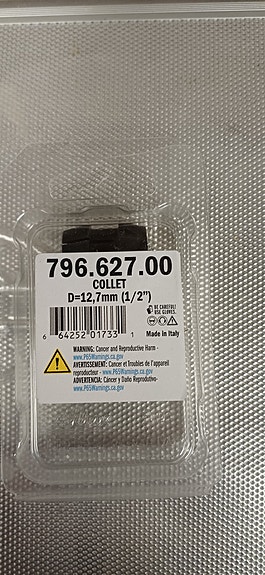 796.627.00
COLLET
D=12,7mm (1/2")
BE CAREFUL!
USE GLOVES.
6 64252 01733 1
Made in Italy
WARNING: Cancer and Reproductive Harm -
www.P65Warnings.ca.gov
AVERTISSEMENT: Cancer et Troubles de l'appareil
reproducteur - www.P65Warnings.ca.gov
ADVERTENCIA: Cáncer y Daño Reprodutivo-
www.P65Warnings.ca.gov